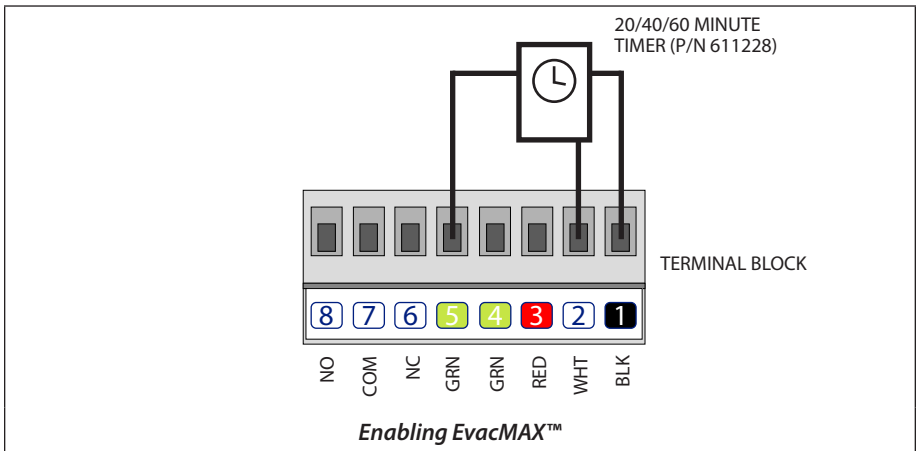 20/40/60 MINUTE
TIMER (P/N 611228)
TERMINAL BLOCK
8 7 6 5 4 3 2 1
NO COM NC GRN GRN RED WHT BLK
Enabling EvacMAX™